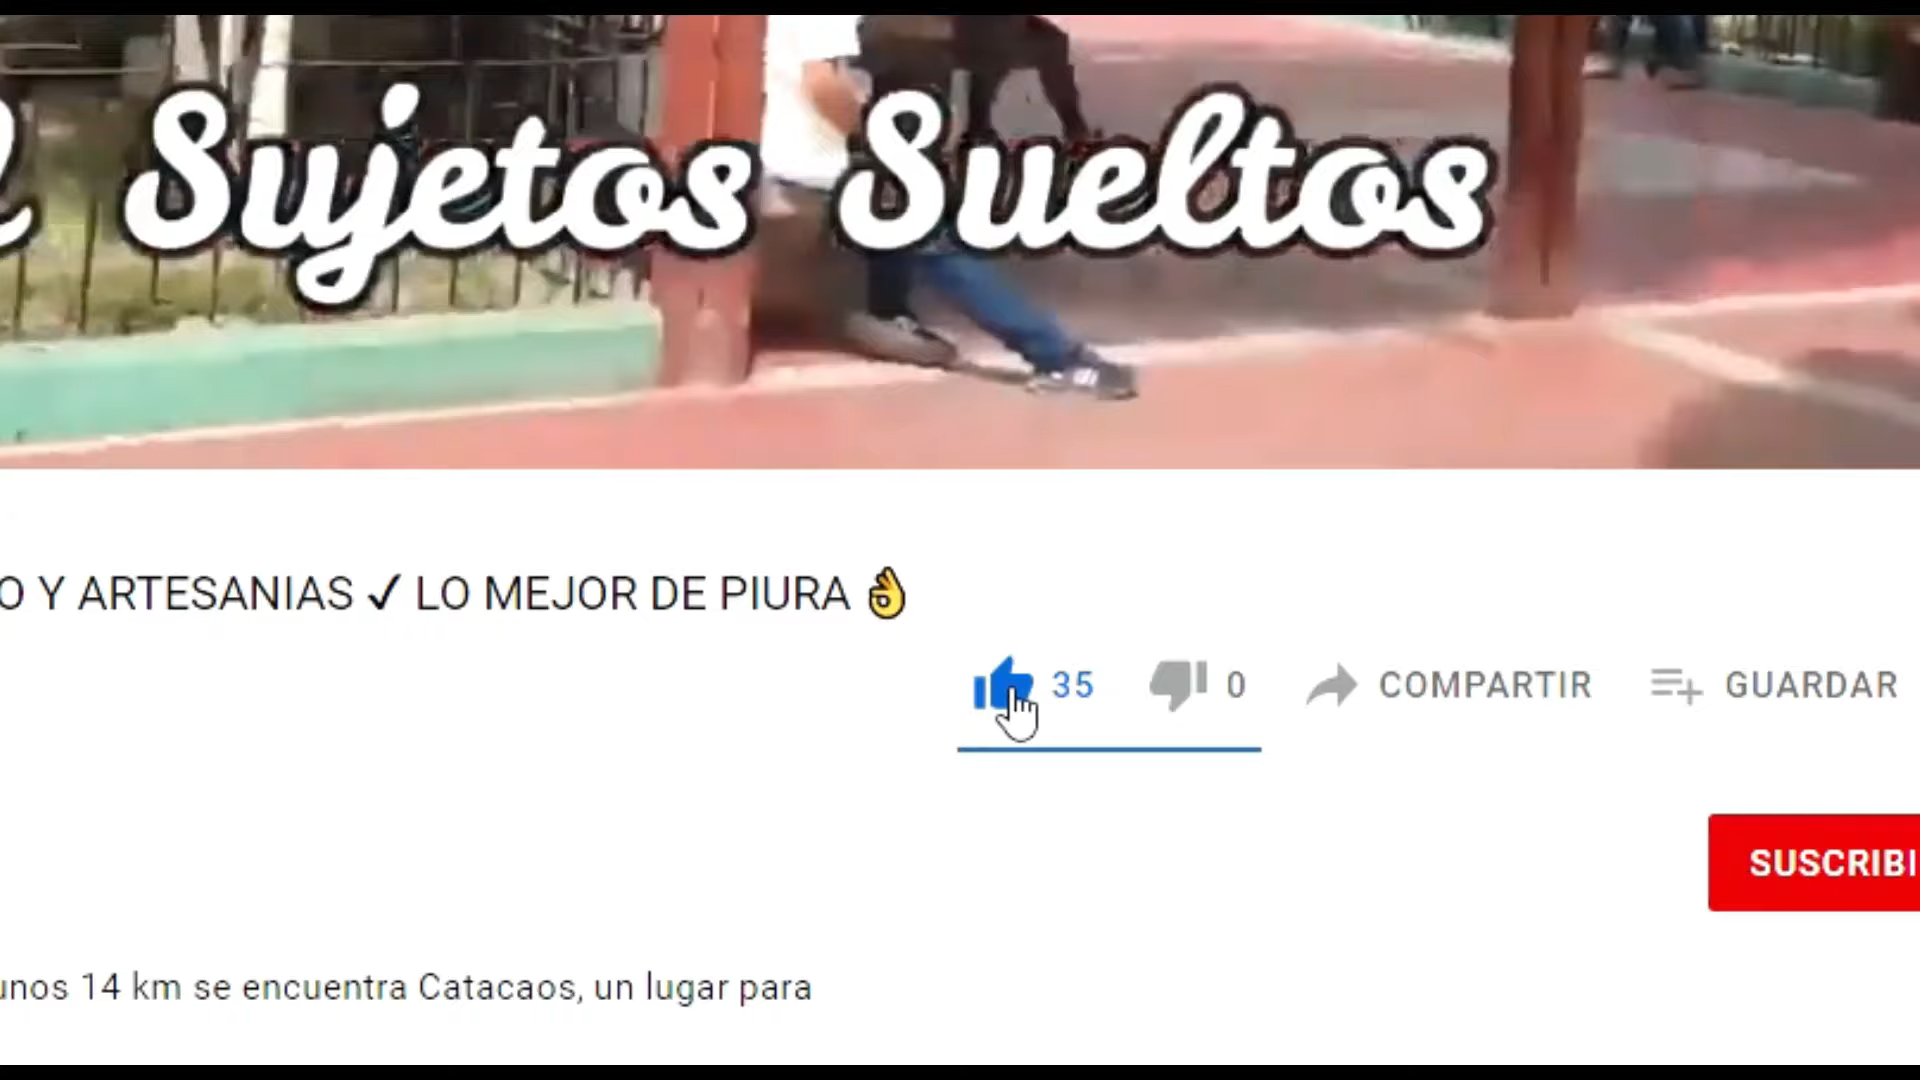 Sujetos Sueltos
O Y ARTESANIAS ✓ LO MEJOR DE PIURA 👌
35 0 COMPARTIR GUARDAR
SUSCRIBI
unos 14 km se encuentra Catacaos, un lugar para